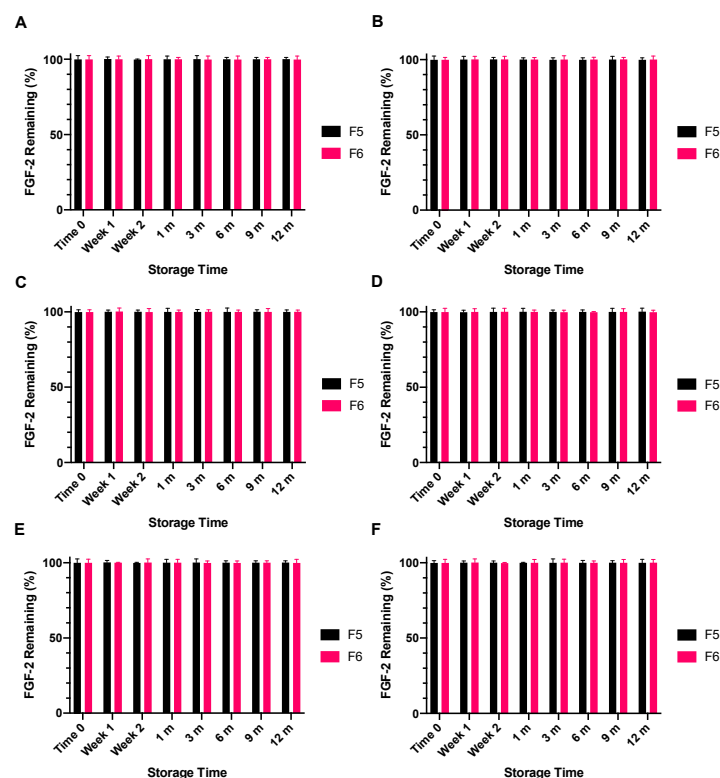 A
FGF-2 Remaining (%)
100
50
0
Time 0
Week 1
Week 2
1 m
3 m
6 m
9 m
12 m
Storage Time
F5
F6
B
FGF-2 Remaining (%)
100
50
0
Time 0
Week 1
Week 2
1 m
3 m
6 m
9 m
12 m
Storage Time
F5
F6
C
FGF-2 Remaining (%)
100
50
0
Time 0
Week 1
Week 2
1 m
3 m
6 m
9 m
12 m
Storage Time
F5
F6
D
FGF-2 Remaining (%)
100
50
0
Time 0
Week 1
Week 2
1 m
3 m
6 m
9 m
12 m
Storage Time
F5
F6
E
FGF-2 Remaining (%)
100
50
0
Time 0
Week 1
Week 2
1 m
3 m
6 m
9 m
12 m
Storage Time
F5
F6
F
FGF-2 Remaining (%)
100
50
0
Time 0
Week 1
Week 2
1 m
3 m
6 m
9 m
12 m
Storage Time
F5
F6